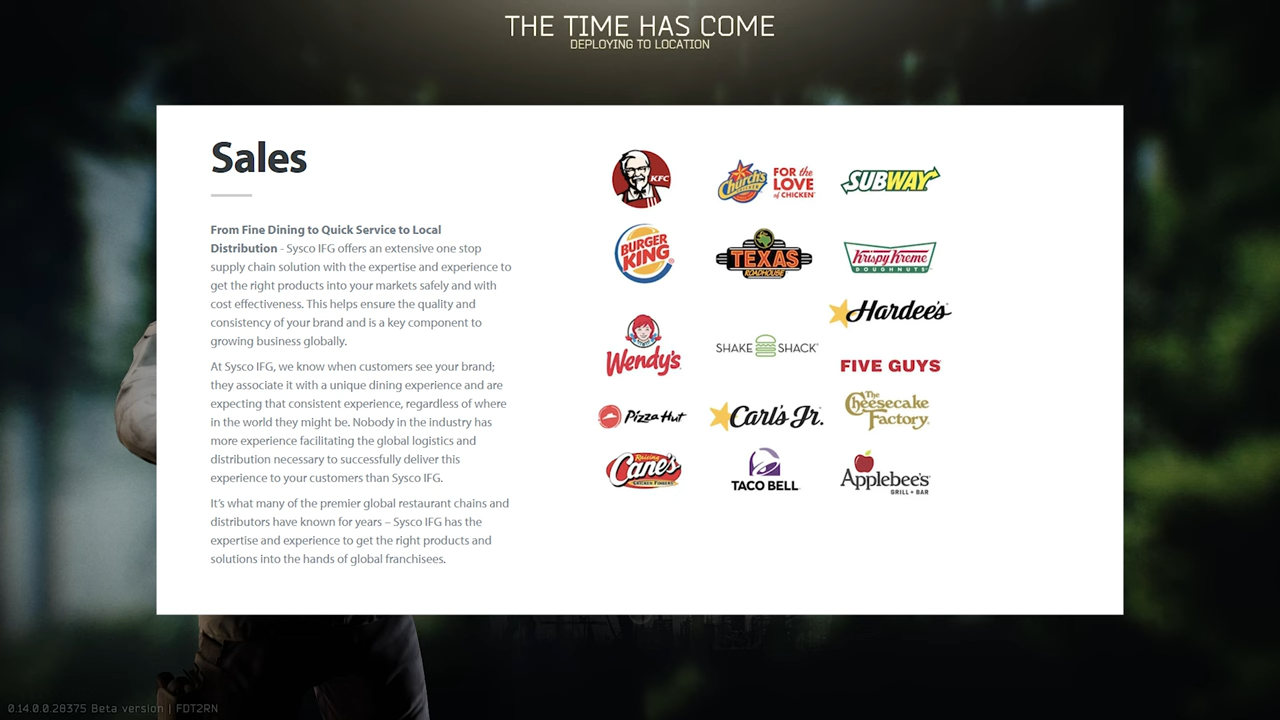 THE TIME HAS COME
DEPLOYING TO LOCATION
Sales
From Fine Dining to Quick Service to Local
Distribution - Sysco IFG offers an extensive one stop
supply chain solution with the expertise and experience to
get the right products into your markets safely and with
cost effectiveness. This helps ensure the quality and
consistency of your brand and is a key component to
growing business globally.
At Sysco IFG, we know when customers see your brand;
they associate it with a unique dining experience and are
expecting that consistent experience, regardless of where
in the world they might be. Nobody in the industry has
more experience facilitating the global logistics and
distribution necessary to successfully deliver this
experience to your customers than Sysco IFG.
It's what many of the premier global restaurant chains and
distributors have known for years – Sysco IFG has the
expertise and experience to get the right products and
solutions into the hands of global franchisees.
KFC
Church's
FOR the
LOVE
of CHICKEN
SUBWAY
BURGER
KING
TEXAS
ROADHOUSE
Krispy Kreme
DOUGHNUTS
Hardee's
Wendy's
SHAKE SHACK
FIVE GUYS
Pizza Hut
Carl's Jr.
The
Cheesecake
Factory
Raising
Cane's
CHICKEN FINGERS
TACO BELL
Applebee's
GRILL + BAR
0.14.0.0.28375 Beta version | FDT2RN